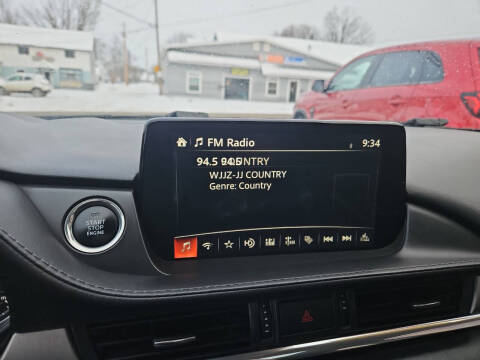 FM Radio
9:34
94.5 94.5 COUNTRY
WJJZ-JJ COUNTRY
Genre: Country
START
STOP
ENGINE